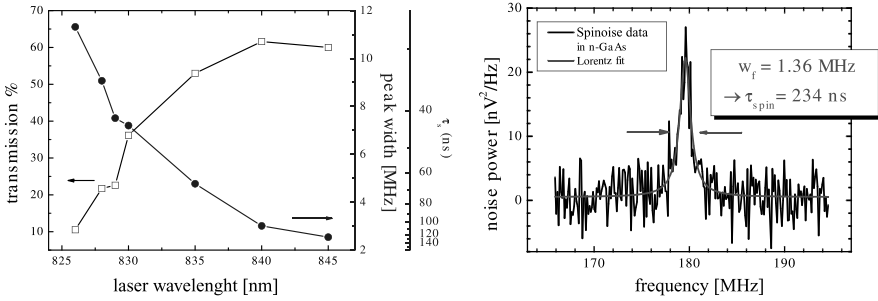 70
60
50
40
30
20
10
transmission %
825
830
835
840
845
laser wavelenght [nm]
12
10
8
6
4
2
peak width [MHz]
40
60
80
100
120
140
τs (ns)
30
20
10
0
noise power [nV²/Hz]
170
180
190
frequency [MHz]
Spinoise data
in n-GaAs
Lorentz fit
wf = 1.36 MHz
→ τspin = 234 ns